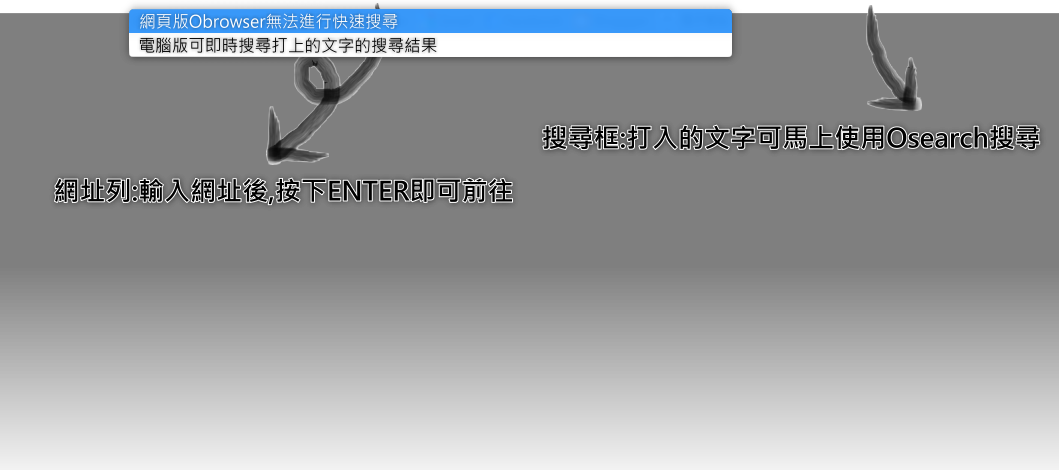 網頁版Obrowser無法進行快速搜尋
電腦版可即時搜尋打上的文字的搜尋結果
搜尋框:打入的文字可馬上使用Osearch搜尋
網址列:輸入網址後,按下ENTER即可前往